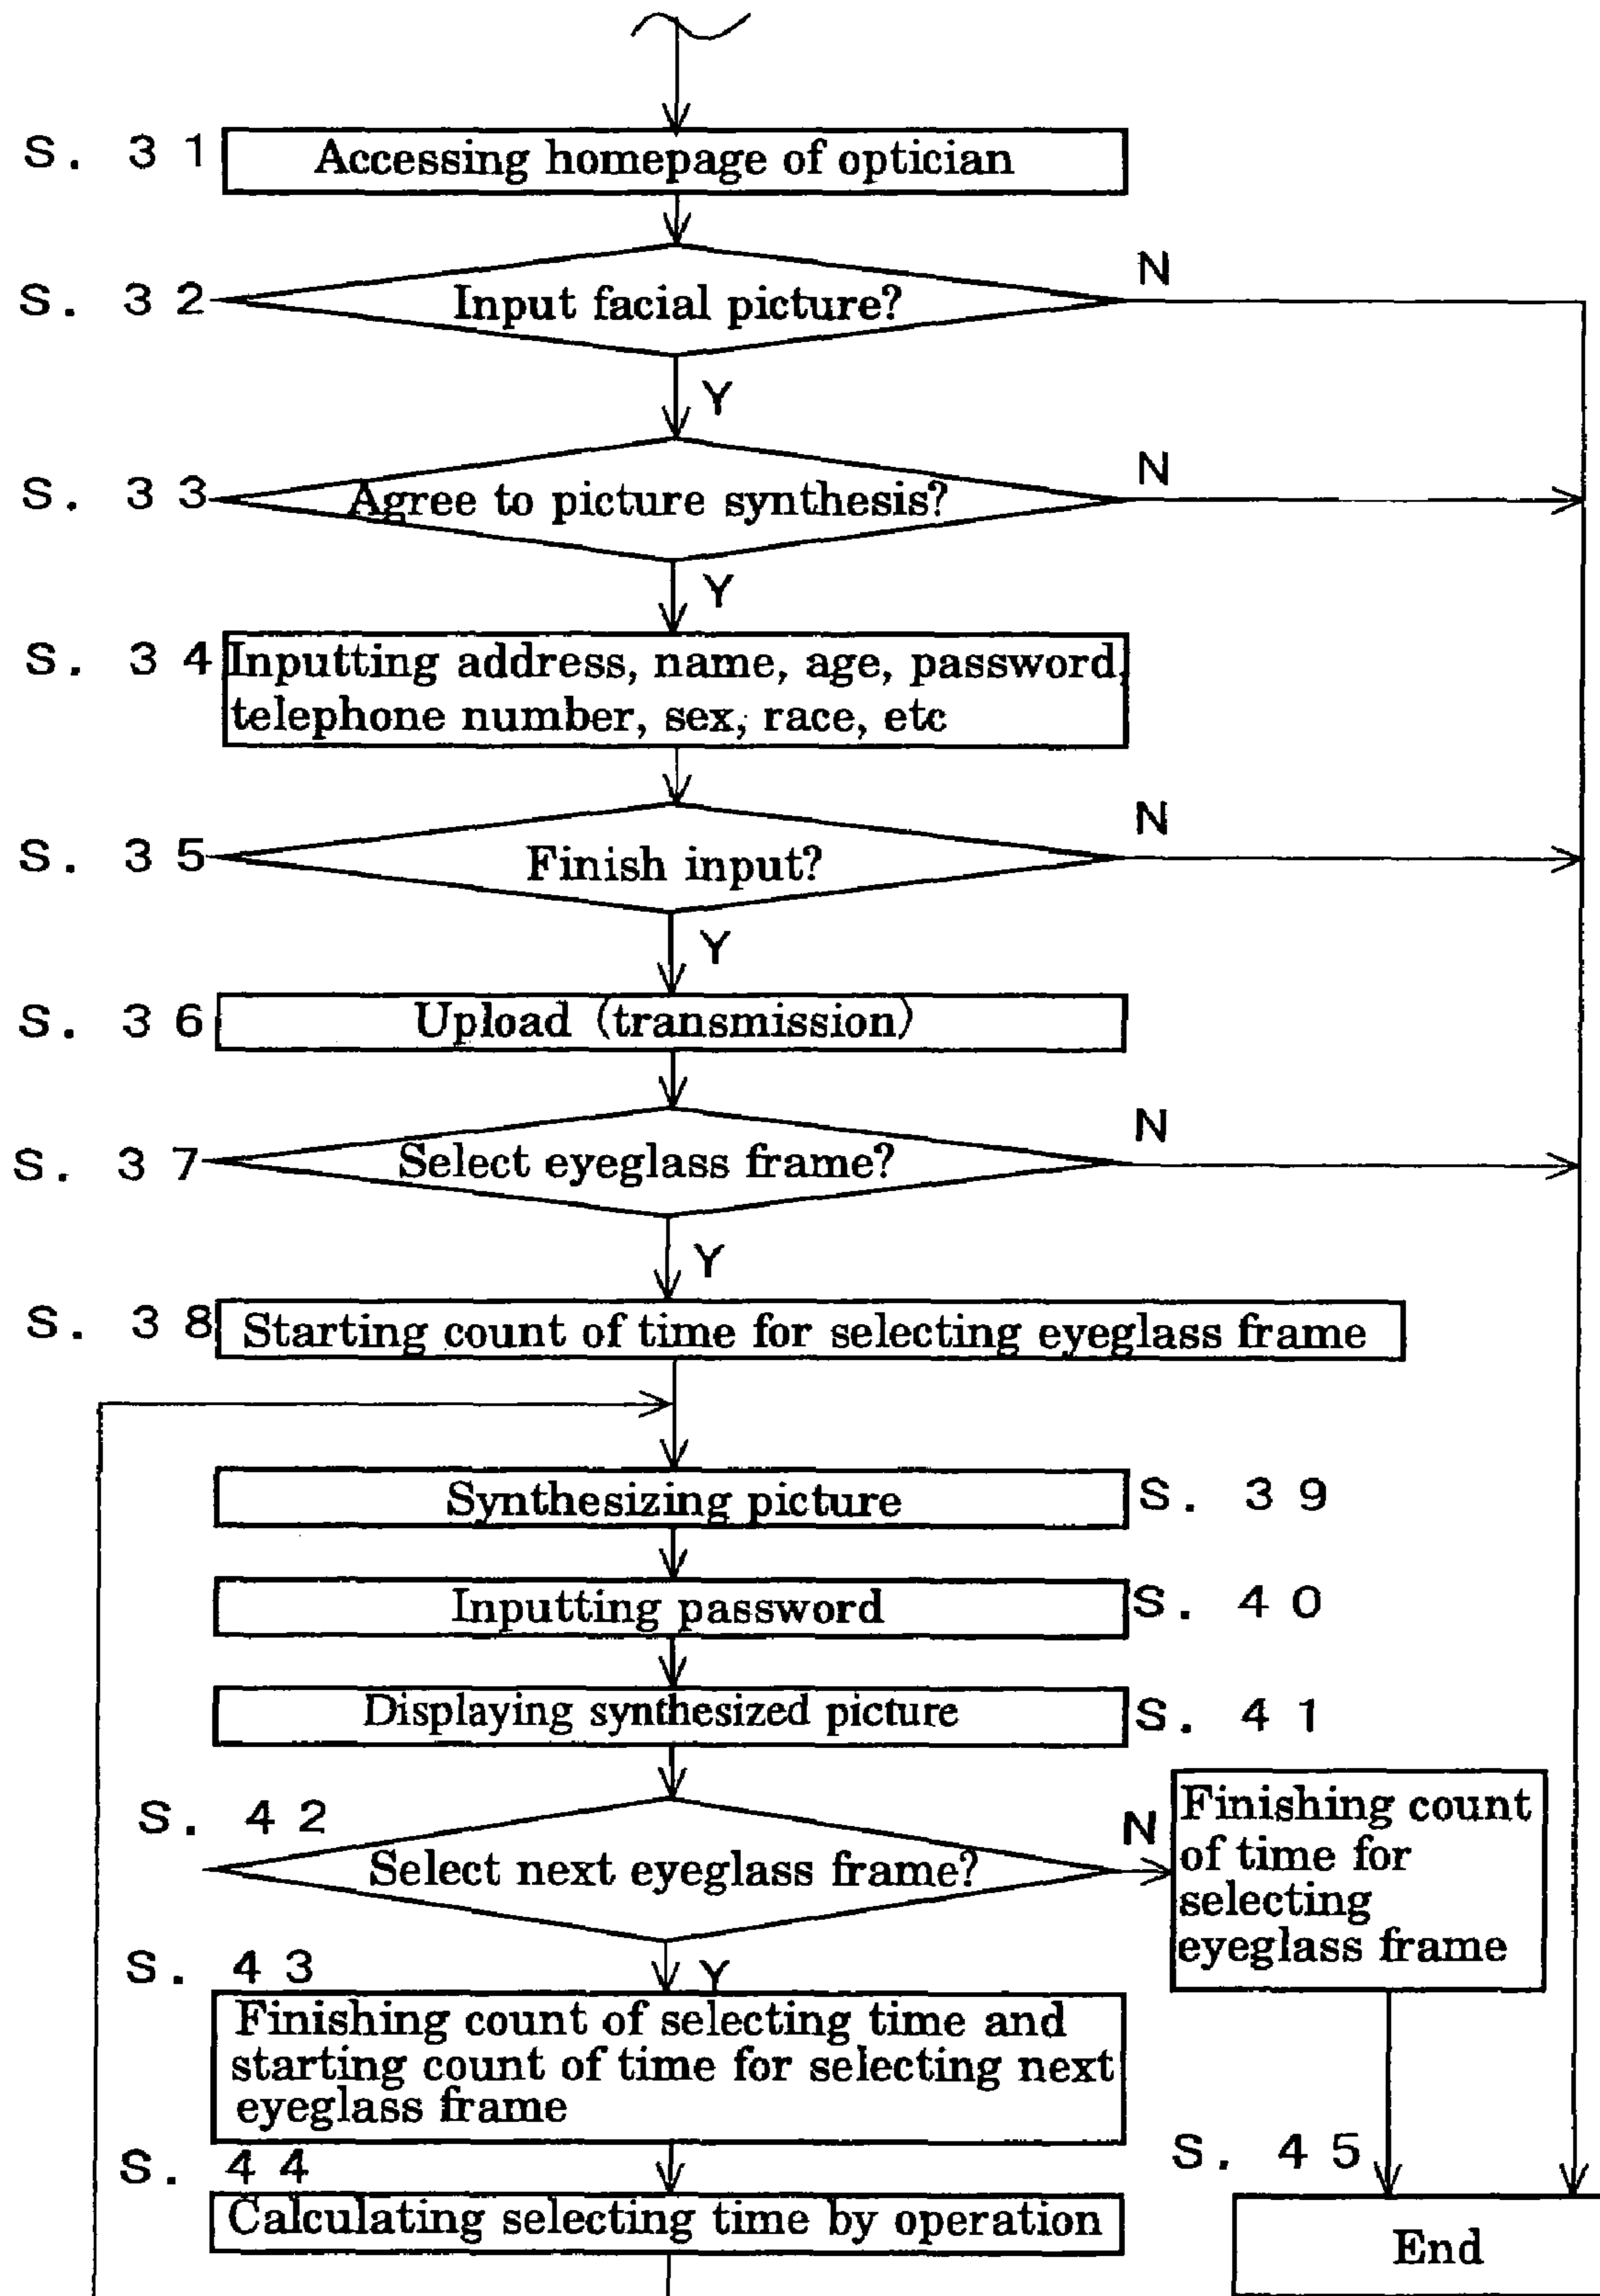 S. 31 Accessing homepage of optician
S. 32 Input facial picture? N
Y
S. 33 Agree to picture synthesis? N
Y
S. 34 Inputting address, name, age, password,
telephone number, sex, race, etc
S. 35 Finish input? N
Y
S. 36 Upload (transmission)
S. 37 Select eyeglass frame? N
Y
S. 38 Starting count of time for selecting eyeglass frame
Synthesizing picture S. 39
Inputting password S. 40
Displaying synthesized picture S. 41
S. 42 Select next eyeglass frame? N
Finishing count
of time for
selecting
eyeglass frame
Y
S. 43
Finishing count of selecting time and
starting count of time for selecting next
eyeglass frame
S. 44
Calculating selecting time by operation
S. 45
End